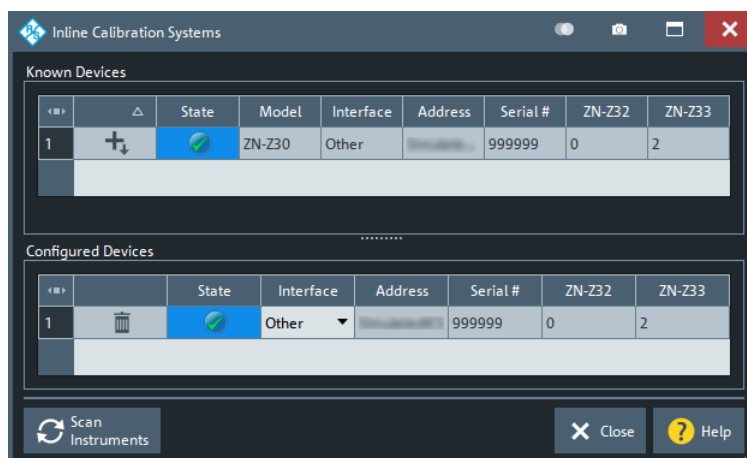 Inline Calibration Systems
Known Devices
State Model Interface Address Serial # ZN-Z32 ZN-Z33
1 ZN-Z30 Other 999999 0 2
Configured Devices
State Interface Address Serial # ZN-Z32 ZN-Z33
1 Other 999999 0 2
Scan
Instruments
Close
? Help